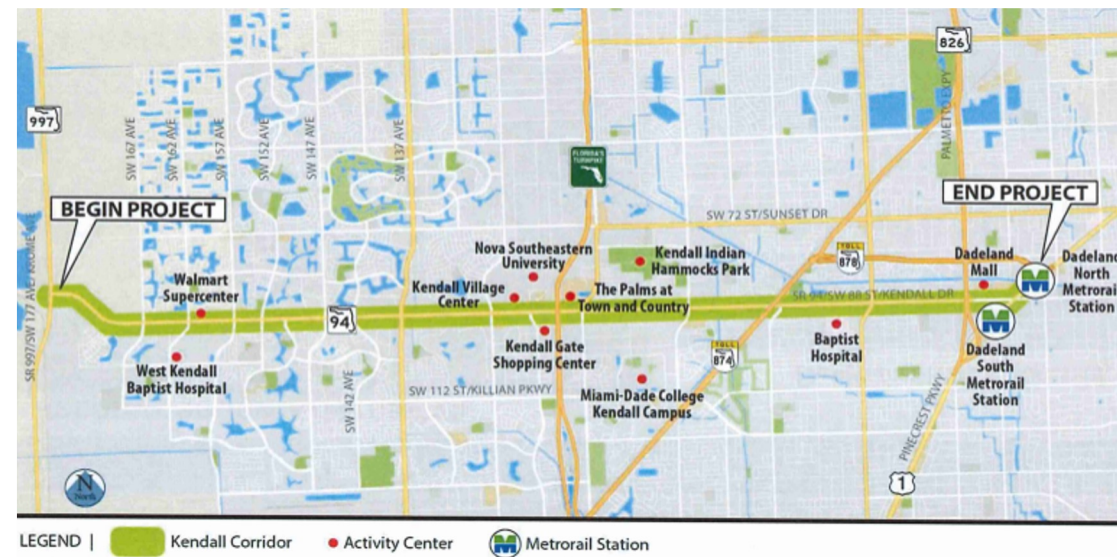 997
826
SW 167 AVE
SW 162 AVE
SW 157 AVE
SW 152 AVE
SW 147 AVE
SW 137 AVE
PALMETTO EXPY
FLORIDA'S
TURNPIKE
BEGIN PROJECT
END PROJECT
SW 72 ST/SUNSET DR
Nova Southeastern
University
Kendall Indian
Hammocks Park
TOLL
878
Dadeland
Mall
Dadeland
North
Metrorail
Station
Walmart
Supercenter
Kendall Village
Center
The Palms at
Town and Country
SR 94/SW 88 ST/KENDALL DR
94
SR 997/SW 177 AVE/
West Kendall
Baptist Hospital
Kendall Gate
Shopping Center
TOLL
874
Baptist
Hospital
Dadeland
South
Metrorail
Station
SW 142 AVE
SW 112 ST/KILLIAN PKWY
Miami-Dade College
Kendall Campus
PINECREST PKWY
1
N
North
LEGEND |
Kendall Corridor
Activity Center
Metrorail Station